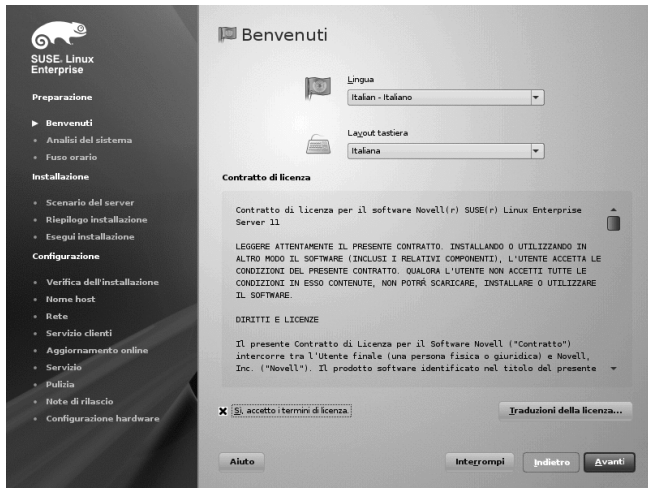 SUSE. Linux
Enterprise
Preparazione
Benvenuti
Analisi del sistema
Fuso orario
Installazione
Scenario del server
Riepilogo installazione
Esegui installazione
Configurazione
Verifica dell'installazione
Nome host
Rete
Servizio clienti
Aggiornamento online
Servizio
Pulizia
Note di rilascio
Configurazione hardware
Benvenuti
Lingua
Italian - Italiano
Layout tastiera
Italiana
Contratto di licenza
Contratto di licenza per il software Novell(r) SUSE(r) Linux Enterprise
Server 11
LEGGERE ATTENTAMENTE IL PRESENTE CONTRATTO. INSTALLANDO O UTILIZZANDO IN
ALTRO MODO IL SOFTWARE (INCLUSI I RELATIVI COMPONENTI), L'UTENTE ACCETTA LE
CONDIZIONI DEL PRESENTE CONTRATTO. QUALORA L'UTENTE NON ACCETTI TUTTE LE
CONDIZIONI IN ESSO CONTENUTE, NON POTRÀ SCARICARE, INSTALLARE O UTILIZZARE
IL SOFTWARE.
DIRITTI E LICENZE
Il presente Contratto di Licenza per il Software Novell ("Contratto")
intercorre tra l'Utente finale (una persona fisica o giuridica) e Novell,
Inc. ("Novell"). Il prodotto software identificato nel titolo del presente
Sì, accetto i termini di licenza.
Traduzioni della licenza...
Aiuto
Interrompi
Indietro
Avanti